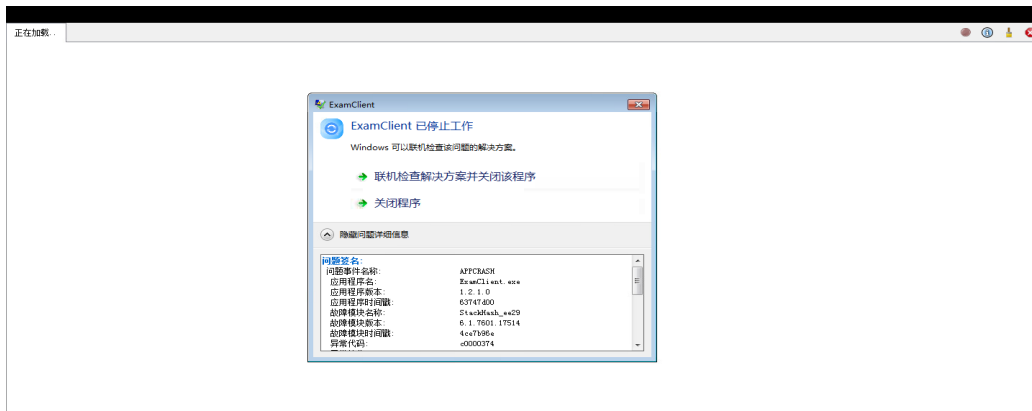 正在加载..
ExamClient
ExamClient 已停止工作
Windows 可以联机检查该问题的解决方案。
联机检查解决方案并关闭该程序
关闭程序
隐藏问题详细信息
问题签名:
问题事件名称: APPCRASH
应用程序名: ExamClient.exe
应用程序版本: 1.2.1.0
应用程序时间戳: 63747d00
故障模块名称: StackHash_ee29
故障模块版本: 6.1.7601.17514
故障模块时间戳: 4ce7b96e
异常代码: c0000374